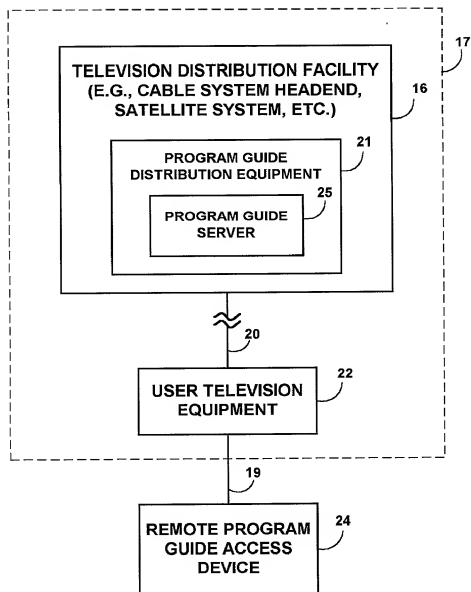 17
TELEVISION DISTRIBUTION FACILITY
(E.G., CABLE SYSTEM HEADEND,
SATELLITE SYSTEM, ETC.)
16
PROGRAM GUIDE
DISTRIBUTION EQUIPMENT
21
PROGRAM GUIDE
SERVER
25
20
USER TELEVISION
EQUIPMENT
22
19
REMOTE PROGRAM
GUIDE ACCESS
DEVICE
24